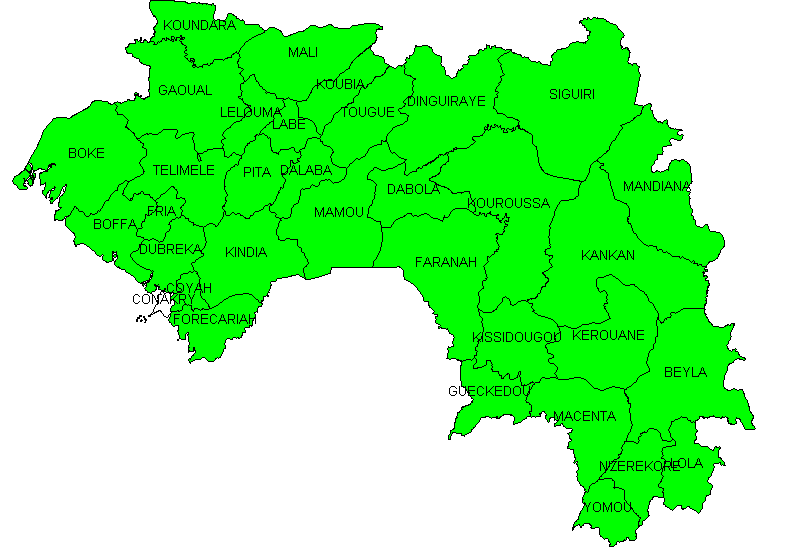 KOUNDARA
MALI
GAOUAL
KOUBIA
SIGUIRI
DINGUIRAYE
LELOUMA
TOUGUE
LABE
BOKE
TELIMELE
PITA
DALABA
DABOLA
MANDIANA
KOUROUSSA
FRIA
MAMOU
BOFFA
DUBREKA
KINDIA
KANKAN
FARANAH
COYAH
CONAKRY
FORECARIAH
KISSIDOUGOU
KEROUANE
BEYLA
GUECKEDOU
MACENTA
NZEREKORE
LOLA
YOMOU